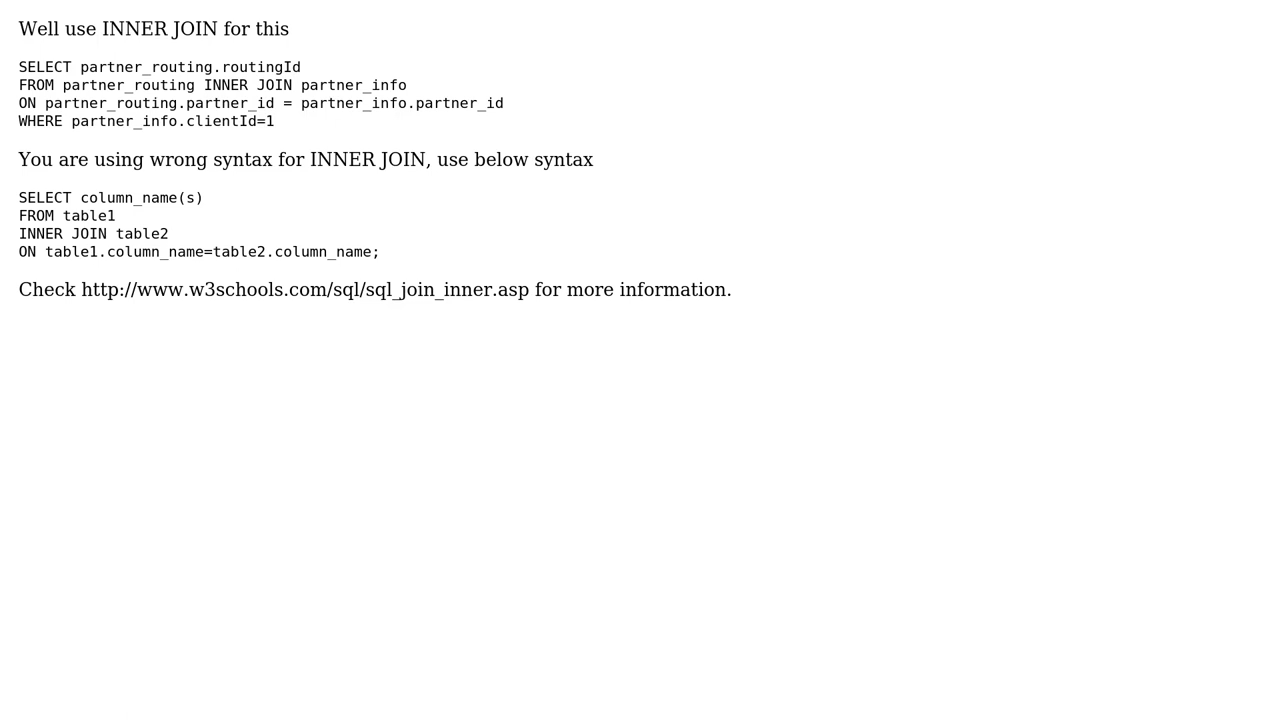 Well use INNER JOIN for this
SELECT partner_routing.routingId
FROM partner_routing INNER JOIN partner_info
ON partner_routing.partner_id = partner_info.partner_id
WHERE partner_info.clientId=1
You are using wrong syntax for INNER JOIN, use below syntax
SELECT column_name(s)
FROM table1
INNER JOIN table2
ON table1.column_name=table2.column_name;
Check http://www.w3schools.com/sql/sql_join_inner.asp for more information.